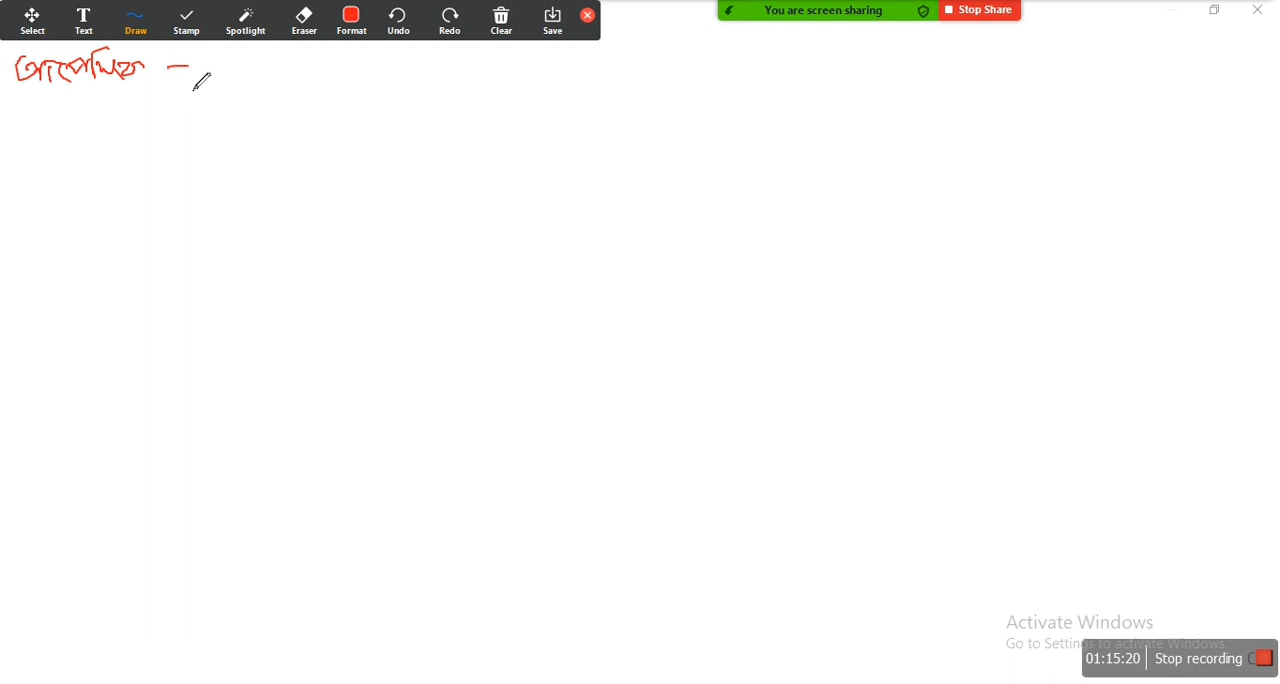 Select Text Draw Stamp Spotlight Eraser Format Undo Redo Clear Save
You are screen sharing Stop Share
–
Activate Windows
Go to Settings to activate Windows.
01:15:20 Stop recording